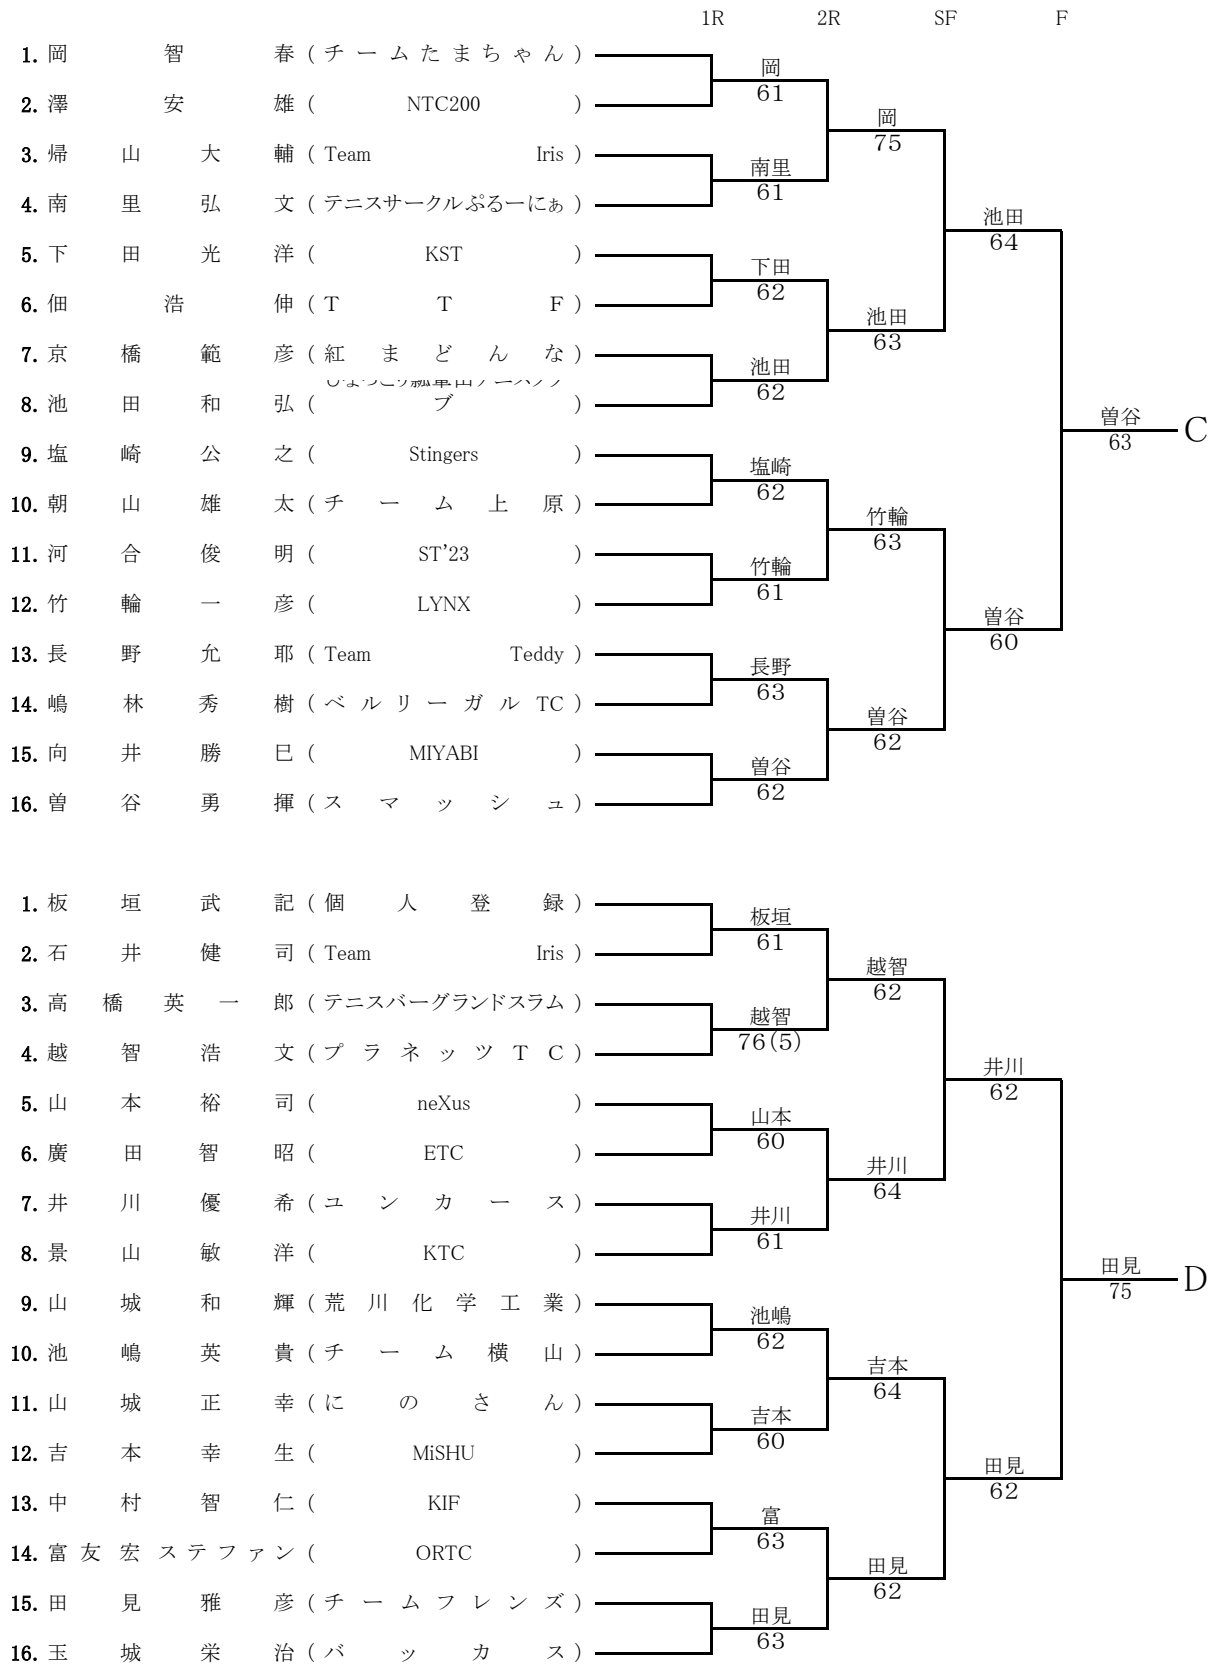 1R 2R SF F
1. 岡 智 春 ( チームたまちゃん )
岡
61
2. 澤 安 雄 ( NTC200 )
岡
75
3. 帰 山 大 輔 ( Team Iris )
南里
61
4. 南 里 弘 文 ( テニスサークルぷるーにぁ )
池田
64
5. 下 田 光 洋 ( KST )
下田
62
6. 佃 浩 伸 ( T T F )
池田
63
7. 京 橋 範 彦 ( 紅 ま ど ん な )
池田
62
8. 池 田 和 弘 ( ブ )
曽谷
63
C
9. 塩 崎 公 之 ( Stingers )
塩崎
62
10. 朝 山 雄 太 ( チ ー ム 上 原 )
竹輪
63
11. 河 合 俊 明 ( ST’23 )
竹輪
61
12. 竹 輪 一 彦 ( LYNX )
曽谷
60
13. 長 野 允 耶 ( Team Teddy )
長野
63
14. 嶋 林 秀 樹 ( ベルリーガル TC )
曽谷
62
15. 向 井 勝 巳 ( MIYABI )
曽谷
62
16. 曽 谷 勇 揮 ( ス マ ッ シ ュ )
1. 板 垣 武 記 ( 個 人 登 録 )
板垣
61
2. 石 井 健 司 ( Team Iris )
越智
62
3. 高 橋 英 一 郎 ( テニスバーグランドスラム )
越智
76(5)
4. 越 智 浩 文 ( プラネッツ T C )
井川
62
5. 山 本 裕 司 ( neXus )
山本
60
6. 廣 田 智 昭 ( ETC )
井川
64
7. 井 川 優 希 ( ユ ン カ ー ス )
井川
61
8. 景 山 敏 洋 ( KTC )
田見
75
D
9. 山 城 和 輝 ( 荒 川 化 学 工 業 )
池嶋
62
10. 池 嶋 英 貴 ( チ ー ム 横 山 )
吉本
64
11. 山 城 正 幸 ( に の さ ん )
吉本
60
12. 吉 本 幸 生 ( MiSHU )
田見
62
13. 中 村 智 仁 ( KIF )
富
63
14. 富 友 宏 ステファン ( ORTC )
田見
62
15. 田 見 雅 彦 ( チームフレンズ )
田見
63
16. 玉 城 栄 治 ( バ ッ カ ス )